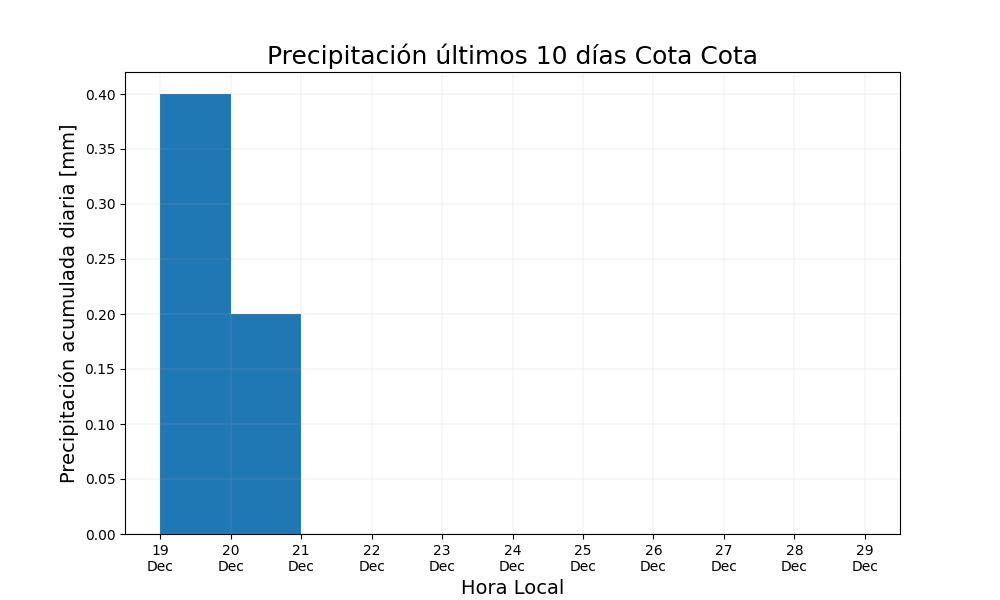 Precipitación últimos 10 días Cota Cota
Precipitación acumulada diaria [mm]
0.40
0.35
0.30
0.25
0.20
0.15
0.10
0.05
0.00
19 20 21 22 23 24 25 26 27 28 29
Dec Dec Dec Dec Dec Dec Dec Dec Dec Dec Dec
Hora Local